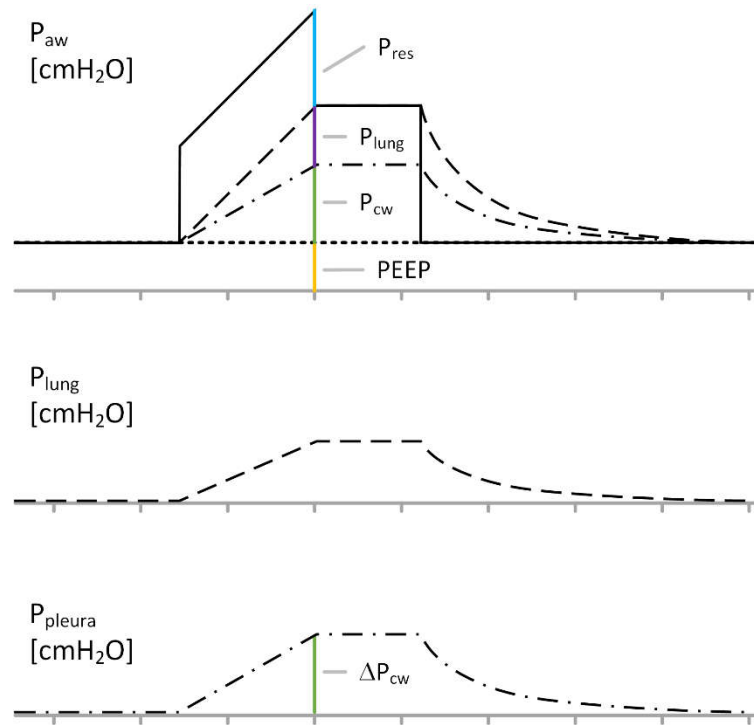 P_aw
[cmH₂O]
P_res
P_lung
P_cw
PEEP
P_lung
[cmH₂O]
P_pleura
[cmH₂O]
ΔP_cw